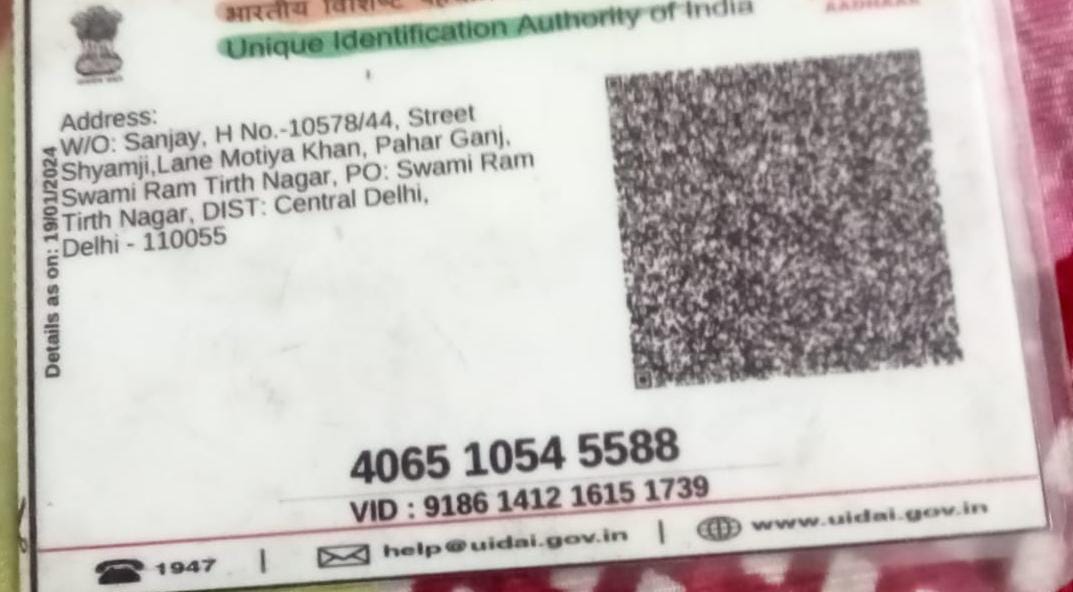 भारतीय विशिष्ट
Unique Identification Authority of India
AADHAAR
Address:
W/O: Sanjay, H No.-10578/44, Street
Shyamji,Lane Motiya Khan, Pahar Ganj,
Swami Ram Tirth Nagar, PO: Swami Ram
Tirth Nagar, DIST: Central Delhi,
Delhi - 110055
Details as on: 19/01/2024
4065 1054 5588
VID : 9186 1412 1615 1739
1947 | help@uidai.gov.in | www.uidai.gov.in